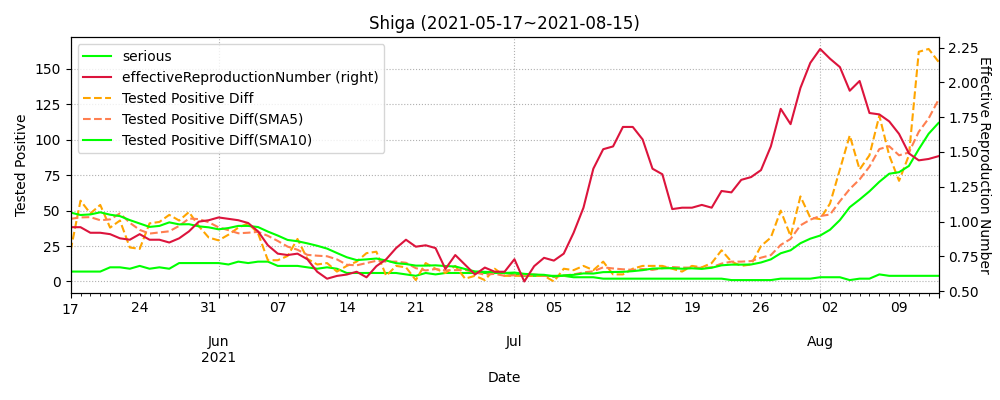 Shiga (2021-05-17~2021-08-15)
serious
effectiveReproductionNumber (right)
Tested Positive Diff
Tested Positive Diff(SMA5)
Tested Positive Diff(SMA10)
Tested Positive
150
125
100
75
50
25
0
2.25
2.00
1.75
1.50
1.25
1.00
0.75
0.50
Effective Reproduction Number
17 24 31 07 14 21 28 05 12 19 26 02 09
Jun Jul Aug
2021
Date